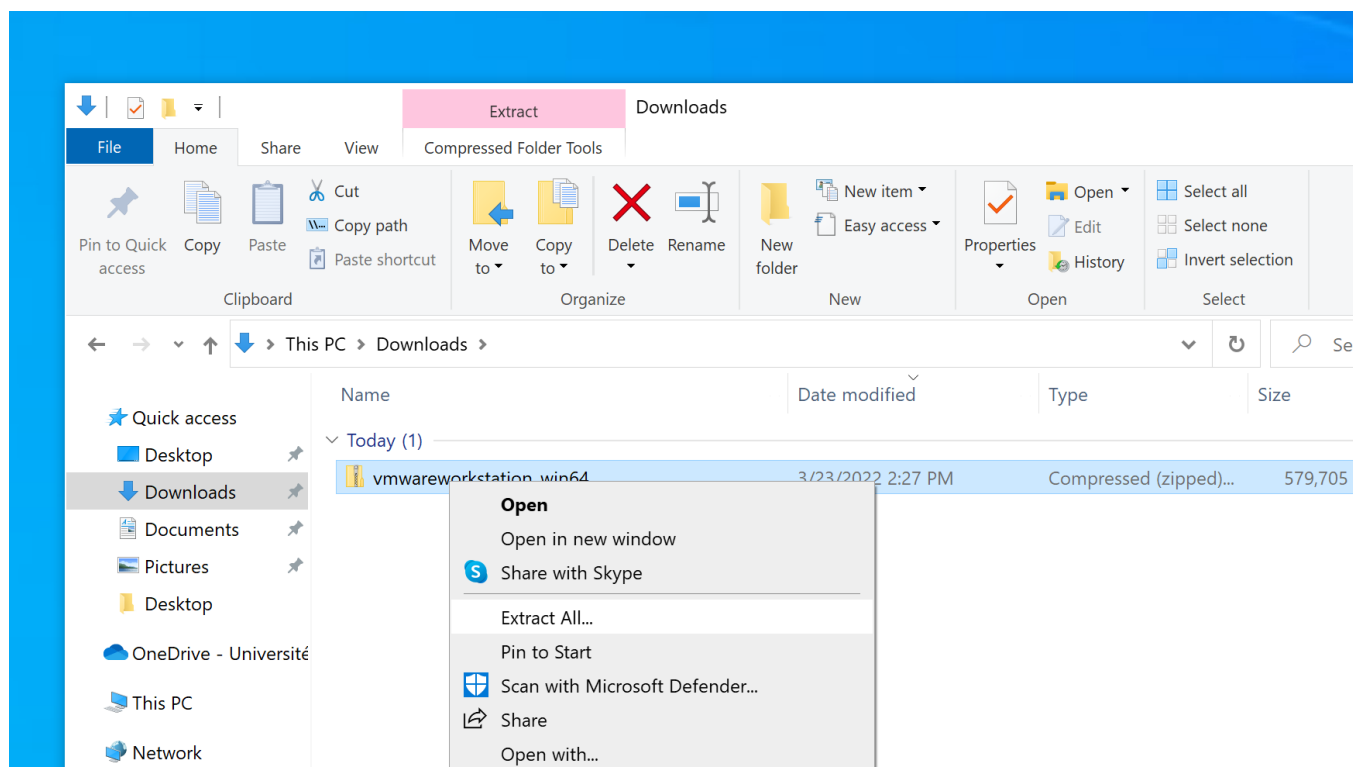 Extract
Downloads
File
Home
Share
View
Compressed Folder Tools
Pin to Quick access
Copy
Paste
Cut
Copy path
Paste shortcut
Clipboard
Move to
Copy to
Delete
Rename
Organize
New folder
New item
Easy access
New
Properties
Open
Edit
History
Open
Select all
Select none
Invert selection
Select
This PC
Downloads
Se
Name
Date modified
Type
Size
Quick access
Desktop
Downloads
Documents
Pictures
Desktop
OneDrive - Université
This PC
Network
Today (1)
vmwareworkstation_win64
3/23/2022 2:27 PM
Compressed (zipped)...
579,705
Open
Open in new window
Share with Skype
Extract All...
Pin to Start
Scan with Microsoft Defender...
Share
Open with...